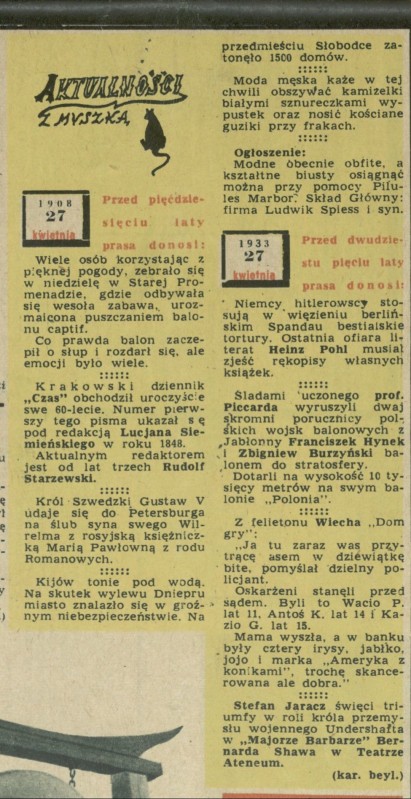 AKTUALNOŚCI
Z MYSZKĄ
1908
27
kwietnia
Przed pięćdzie-
sięciu laty
prasa donosi:
Wiele osób korzystając z
pięknej pogody, zebrało się
w niedzielę w Starej Pro-
menadzie, gdzie odbywała
się wesoła zabawa, uroz-
maicona puszczaniem balo-
nu captif.
Co prawda balon zacze-
pił o słup i rozdarł się, ale
emocji było wiele.
::::::
Krakowski dziennik
„Czas" obchodził uroczyście
swe 60-lecie. Numer pierw-
szy tego pisma ukazał się
pod redakcją Lucjana Sie-
mieńskiego w roku 1848.
Aktualnym redaktorem
jest od lat trzech Rudolf
Starzewski.
::::::
Król Szwedzki Gustaw V
udaje się do Petersburga
na ślub syna swego Wil-
helma z rosyjską księżnicz-
ką Marią Pawłowną z rodu
Romanowych.
::::::
Kijów tonie pod wodą.
Na skutek wylewu Dniepru
miasto znalazło się w groź-
nym niebezpieczeństwie. Na
przedmieściu Słobodce za-
tonęło 1500 domów.
::::::
Moda męska każe w tej
chwili obszywać kamizelki
białymi sznureczkami wy-
pustek oraz nosić kościane
guziki przy frakach.
::::::
Ogłoszenie:
Modne obecnie obfite, a
kształtne biusty osiągnąć
można przy pomocy Pilu-
les Marbor. Skład Główny:
firma Ludwik Spiess i syn.
1933
27
kwietnia
Przed dwudzie-
stu pięciu laty
prasa donosi:
Niemcy hitlerowscy sto-
sują w więzieniu berliń-
skim Spandau bestialskie
tortury. Ostatnia ofiara li-
terat Heinz Pohl musiał
zjeść rękopisy własnych
książek.
::::::
Śladami uczonego prof.
Piccarda wyruszyli dwaj
skromni porucznicy pol-
skich wojsk balonowych z
Jabłonny Franciszek Hynek
i Zbigniew Burzyński ba-
lonem do stratosfery.
Dotarli na wysokość 10 ty-
sięcy metrów na swym ba-
lonie „Polonia".
::::::
Z felietonu Wiecha „Dom
gry":
„Ja tu zaraz was przy-
trącę asem w dziewiątkę
bite, pomyślał dzielny po-
licjant.
Oskarżeni stanęli przed
sądem. Byli to Wacio P.
lat 11, Antoś K. lat 14 i Ka-
zio G. lat 15.
Mama wyszła, a w banku
były cztery irysy, jabłko,
jojo i marka „Ameryka z
konikami", trochę skance-
rowana ale dobra."
::::::
Stefan Jaracz święci tri-
umfy w roli króla przemy-
słu wojennego Undershafta
w „Majorze Barbarze" Ber-
narda Shawa w Teatrze
Ateneum.
(kar. beyl.)